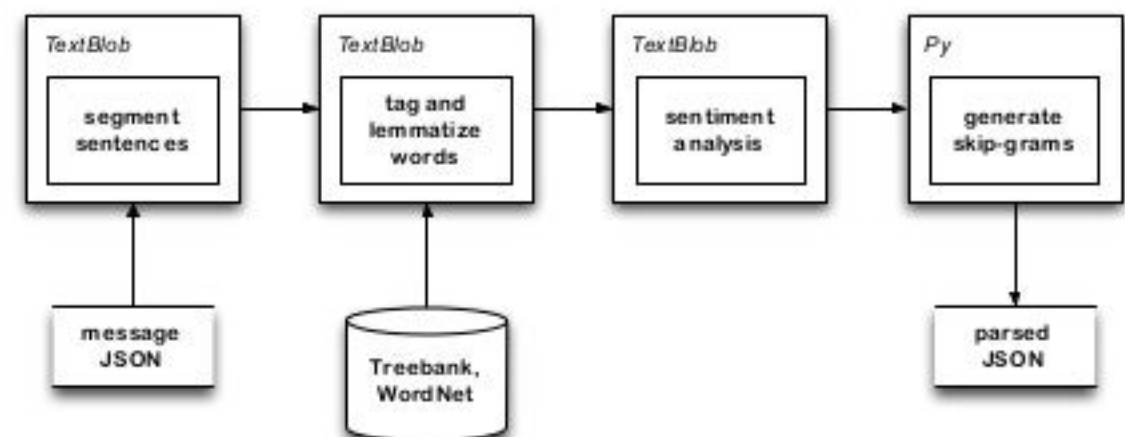 TextBlob
segment
sentences
TextBlob
tag and
lemmatize
words
TextBlob
sentiment
analysis
Py
generate
skip-grams
message
JSON
Treebank,
WordNet
parsed
JSON